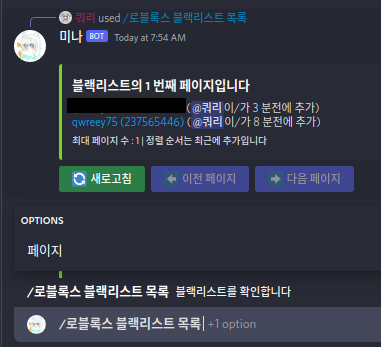 쿼리 used /로블록스 블랙리스트 목록
미나 BOT Today at 7:54 AM
블랙리스트의 1 번째 페이지입니다
(@쿼리 이/가 3 분전에 추가)
qwreey75 (237565446) (@쿼리 이/가 8 분전에 추가)
최대 페이지 수 : 1 | 정렬 순서는 최근에 추가입니다
새로고침 이전 페이지 다음 페이지
OPTIONS
페이지
/로블록스 블랙리스트 목록 블랙리스트를 확인합니다
/로블록스 블랙리스트 목록 +1 option